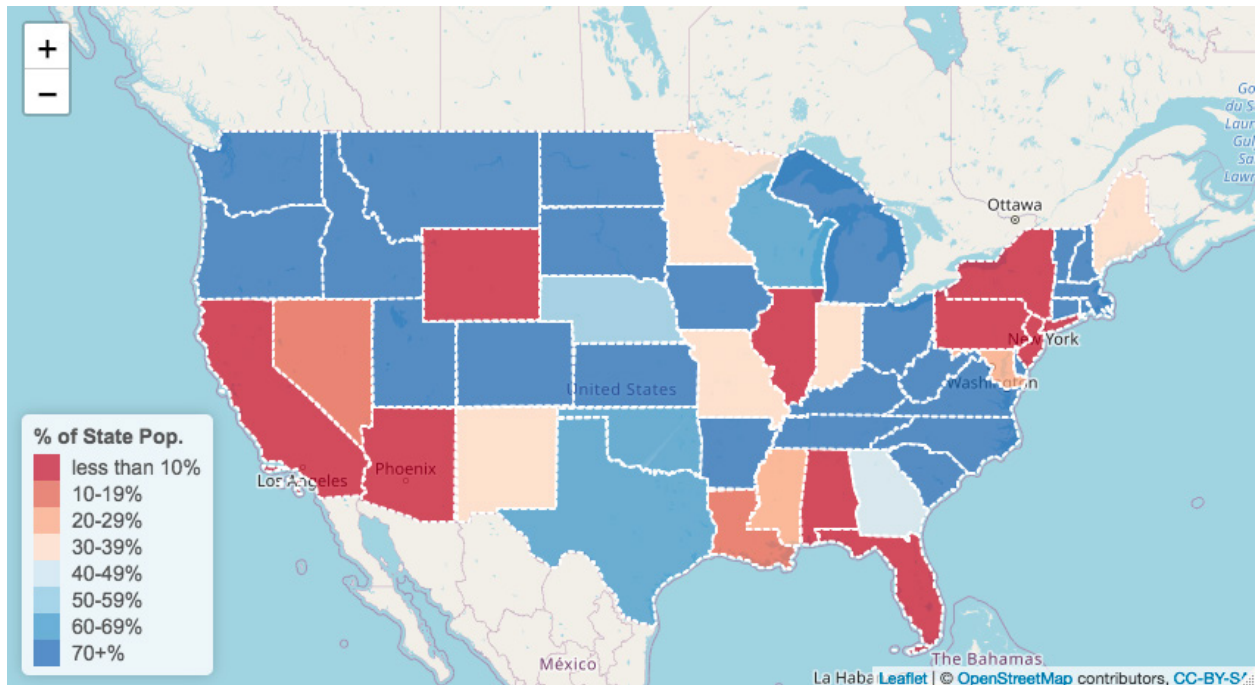 +
−
Ottawa
New York
Washington
United States
Los Angeles
Phoenix
% of State Pop.
less than 10%
10-19%
20-29%
30-39%
40-49%
50-59%
60-69%
70+%
México
The Bahamas
La Haba
Leaflet | © OpenStreetMap contributors, CC-BY-SA